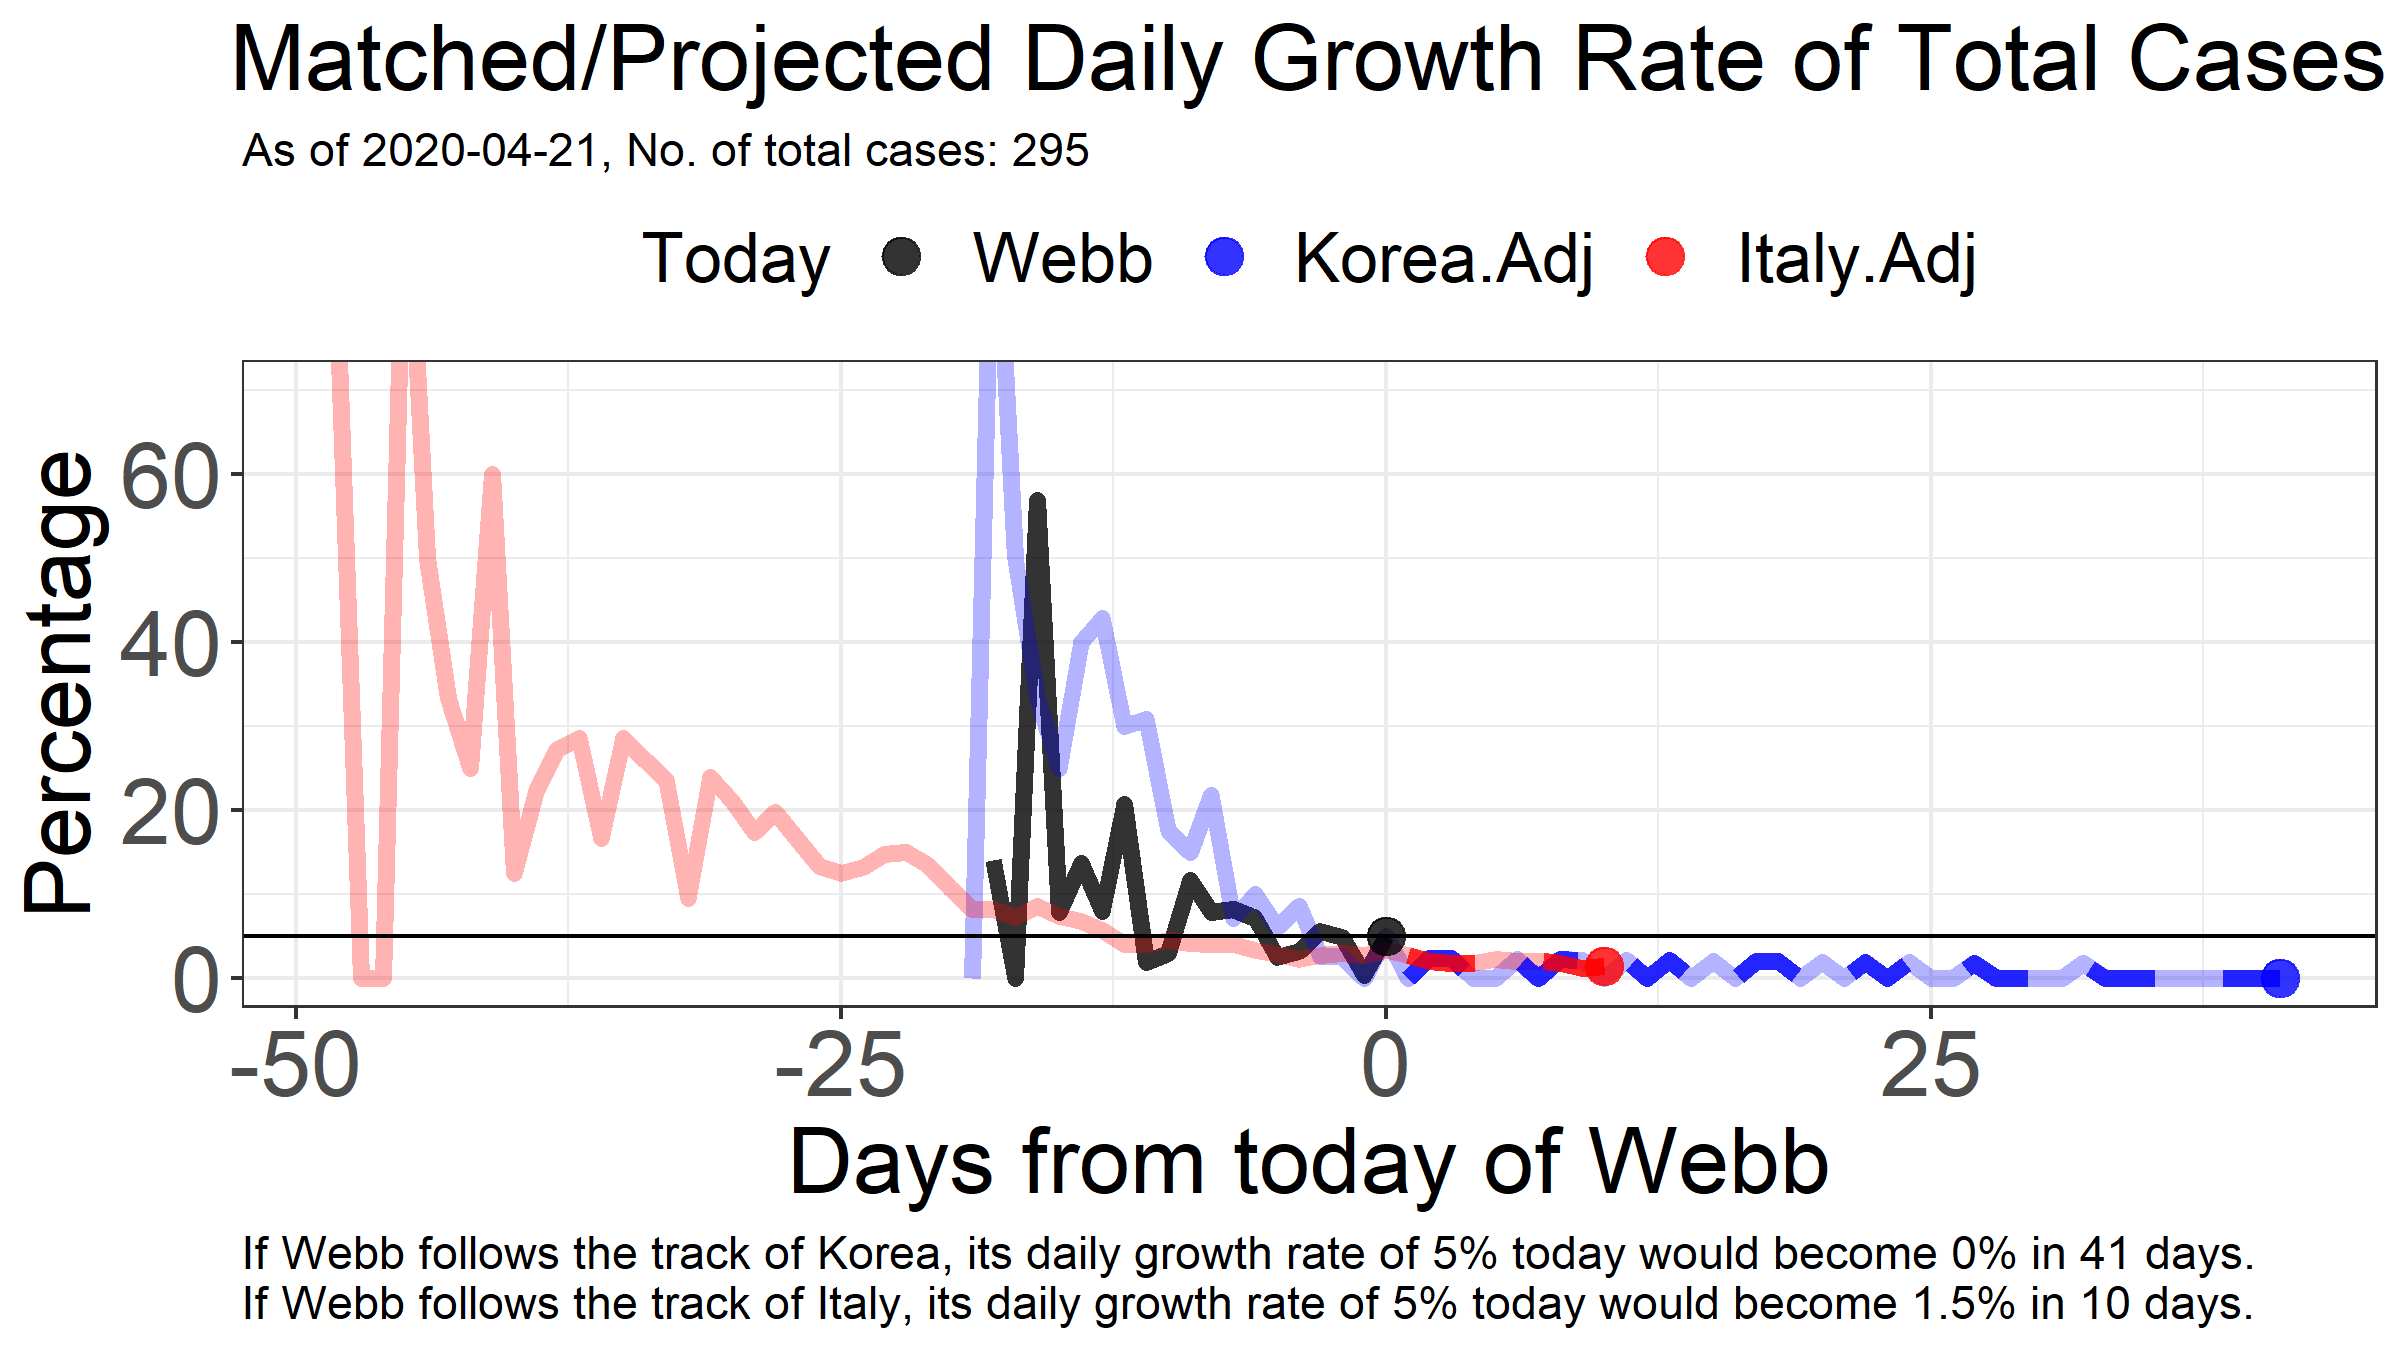 Matched/Projected Daily Growth Rate of Total Cases
As of 2020-04-21, No. of total cases: 295
Today Webb Korea.Adj Italy.Adj
Percentage
60
40
20
0
-50 -25 0 25
Days from today of Webb
If Webb follows the track of Korea, its daily growth rate of 5% today would become 0% in 41 days.
If Webb follows the track of Italy, its daily growth rate of 5% today would become 1.5% in 10 days.